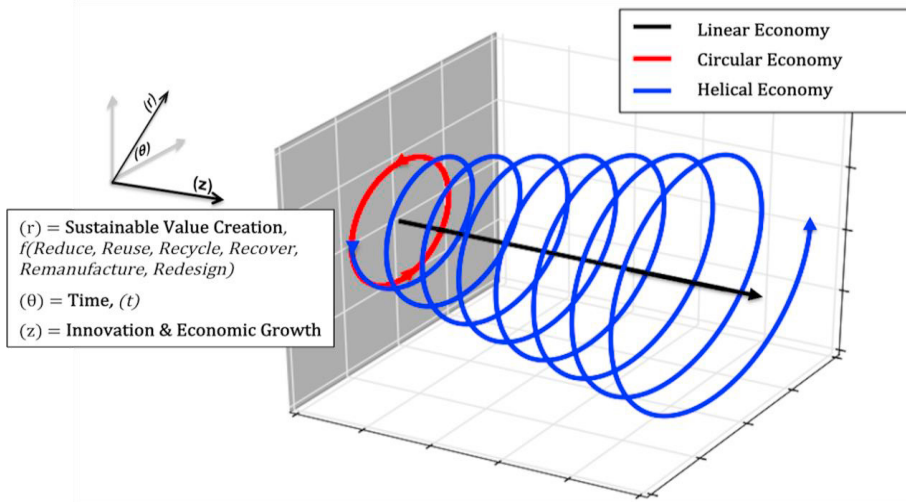 Linear Economy
Circular Economy
Helical Economy
(r)
(θ)
(z)
(r) = Sustainable Value Creation,
f(Reduce, Reuse, Recycle, Recover,
Remanufacture, Redesign)
(θ) = Time, (t)
(z) = Innovation & Economic Growth